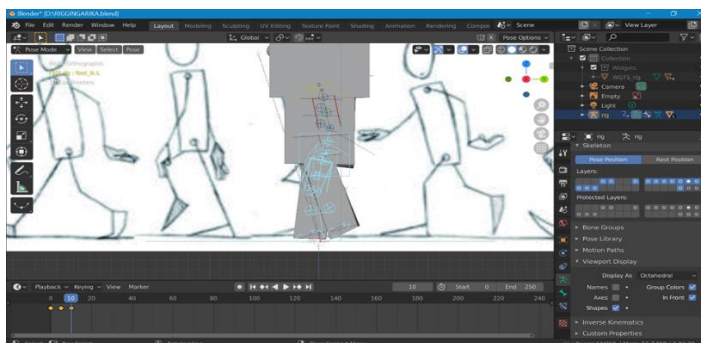 Blender* [D:\RIGGINGARIKA.blend]
File Edit Render Window Help Layout Modeling Sculpting UV Editing Texture Paint Shading Animation Rendering Scene View Layer
Global Pose Options
Pose Mode View Select Pose
Scene Collection
Collection
Widgets
WGTS_rig
Camera
Empty
Light
rig
rig rig
Skeleton
Pose Position Rest Position
Layers:
Protected Layers:
Bone Groups
Pose Library
Motion Paths
Viewport Display
Display As Octahedral
Names Group Colors
Axes In Front
Shapes
Inverse Kinematics
Custom Properties
Playback Keying View Marker 10 Start 0 End 250
0 10 20 40 60 80 100 120 140 160 180 200 220 240